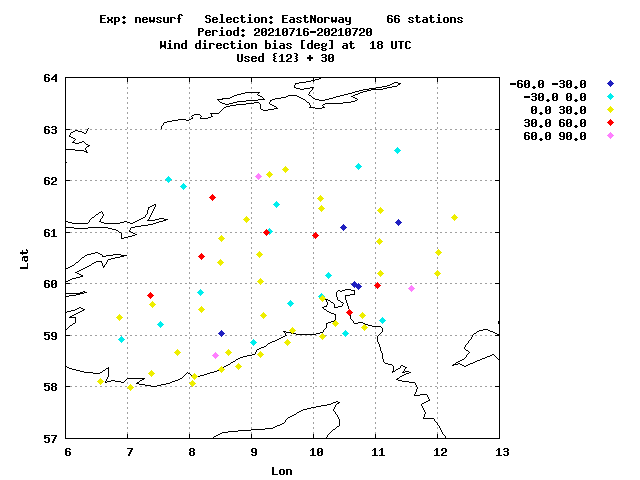 Exp: newsurf Selection: EastNorway 66 stations
Period: 20210716-20210720
Wind direction bias [deg] at 18 UTC
Used {12} + 30
-60.0 -30.0
-30.0 0.0
0.0 30.0
30.0 60.0
60.0 90.0
64
63
62
61
60
59
58
57
Lat
6 7 8 9 10 11 12 13
Lon